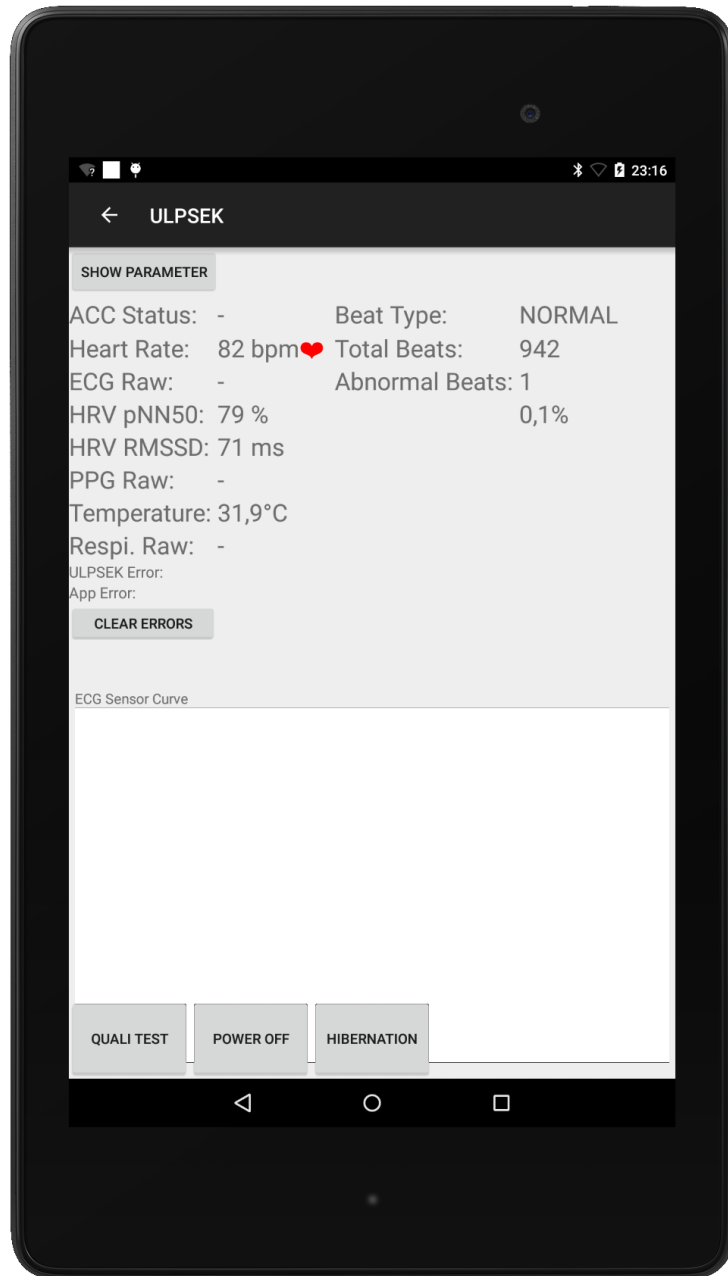 23:16
ULPSEK
SHOW PARAMETER
ACC Status: - Beat Type: NORMAL
Heart Rate: 82 bpm Total Beats: 942
ECG Raw: - Abnormal Beats: 1
HRV pNN50: 79 % 0,1%
HRV RMSSD: 71 ms
PPG Raw: -
Temperature: 31,9°C
Respi. Raw: -
ULPSEK Error:
App Error:
CLEAR ERRORS
ECG Sensor Curve
QUALI TEST POWER OFF HIBERNATION